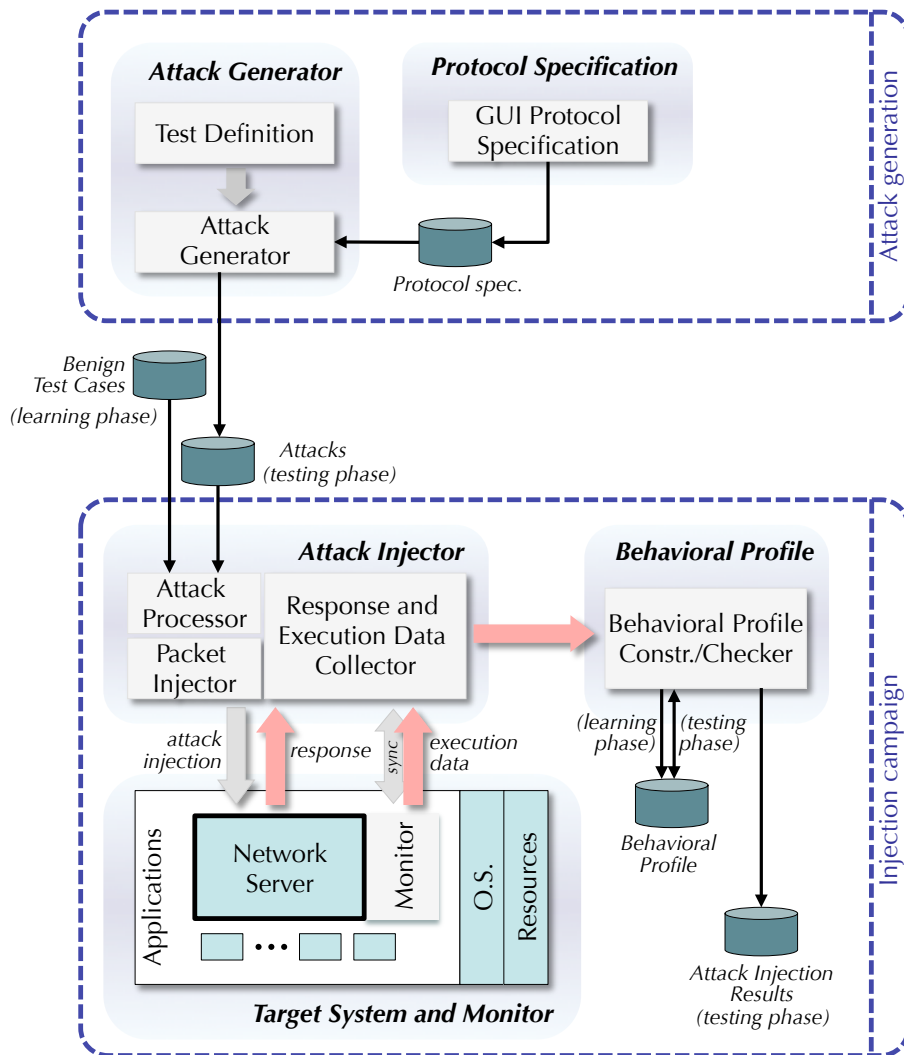 Attack Generator
Test Definition
Attack
Generator
Protocol Specification
GUI Protocol
Specification
Protocol spec.
Attack generation
Benign
Test Cases
(learning phase)
Attacks
(testing phase)
Attack Injector
Attack
Processor
Packet
Injector
Response and
Execution Data
Collector
Behavioral Profile
Behavioral Profile
Constr./Checker
attack
injection
response
sync
execution
data
(learning
phase)
(testing
phase)
Behavioral
Profile
Applications
Network
Server
Monitor
O.S.
Resources
•••
Target System and Monitor
Attack Injection
Results
(testing phase)
Injection campaign